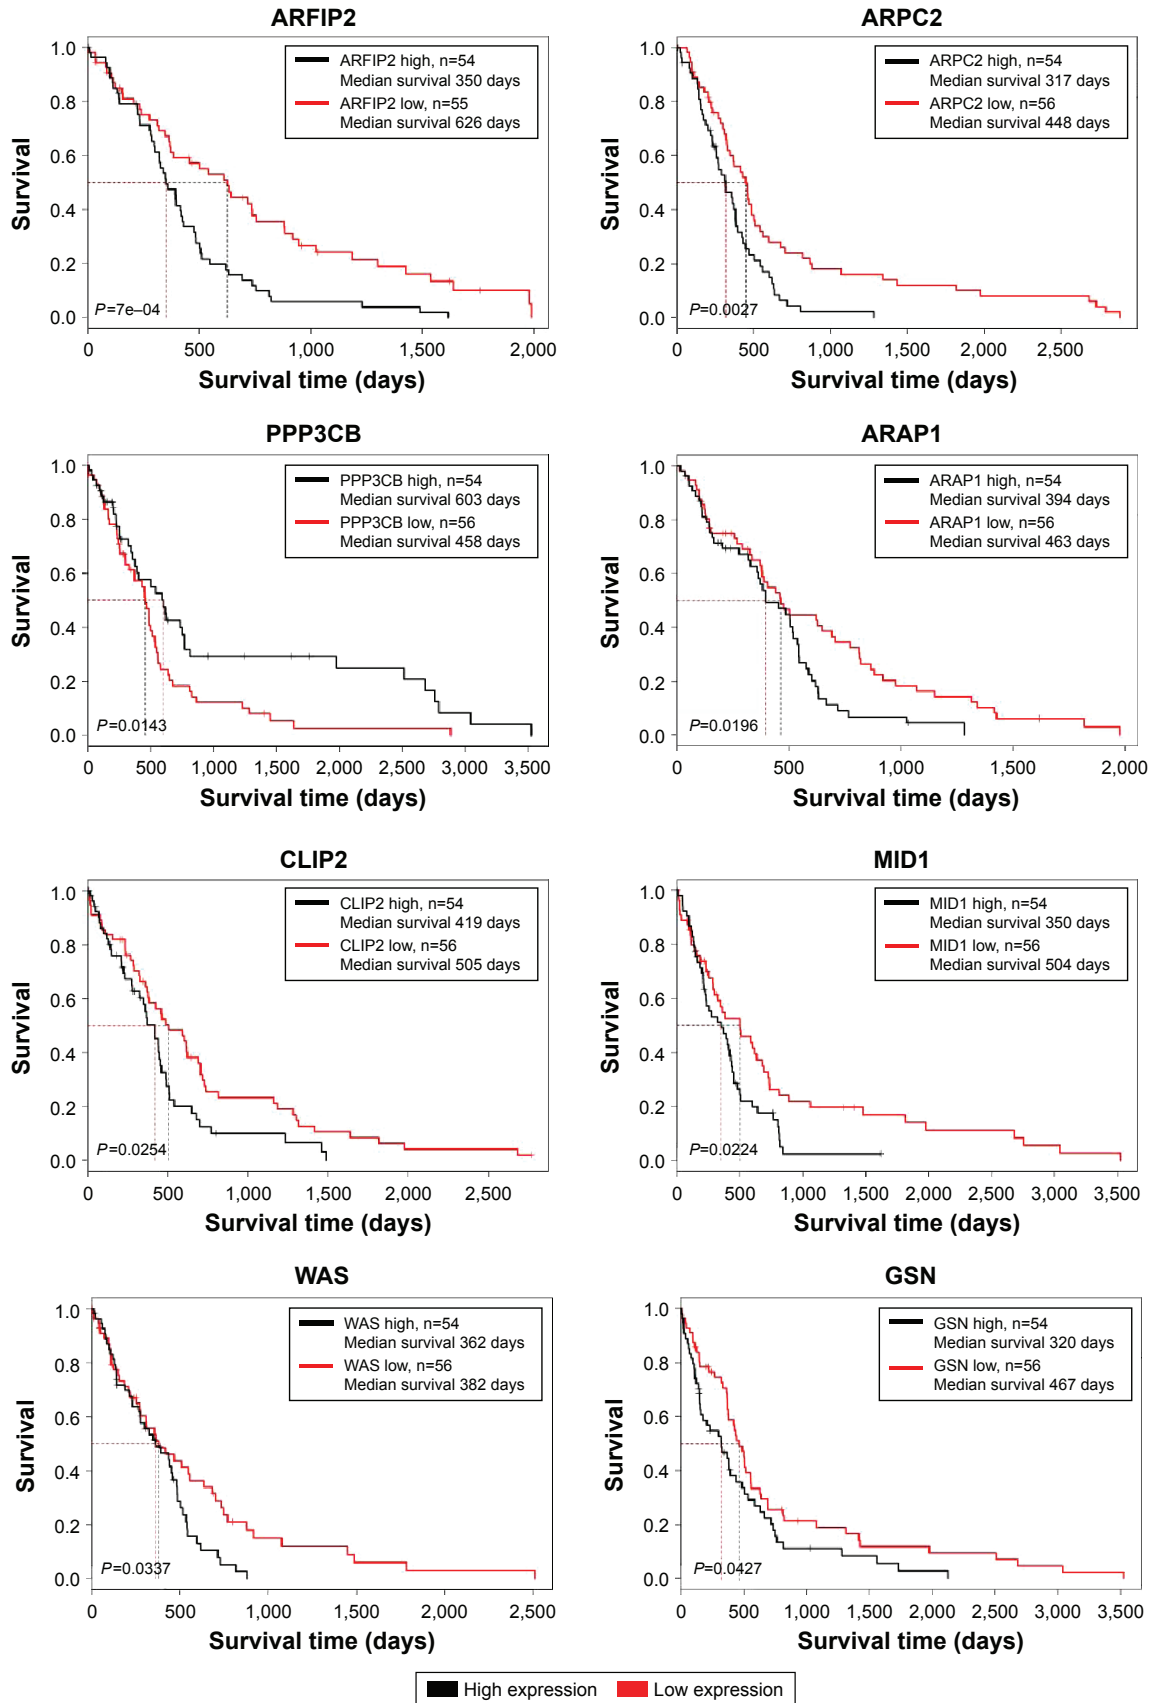 ARFIP2
Survival
1.0
0.8
0.6
0.4
0.2
0.0
ARFIP2 high, n=54
Median survival 350 days
ARFIP2 low, n=55
Median survival 626 days
P=7e–04
0 500 1,000 1,500 2,000
Survival time (days)
ARPC2
Survival
1.0
0.8
0.6
0.4
0.2
0.0
ARPC2 high, n=54
Median survival 317 days
ARPC2 low, n=56
Median survival 448 days
P=0.0027
0 500 1,000 1,500 2,000 2,500
Survival time (days)
PPP3CB
Survival
1.0
0.8
0.6
0.4
0.2
0.0
PPP3CB high, n=54
Median survival 603 days
PPP3CB low, n=56
Median survival 458 days
P=0.0143
0 500 1,000 1,500 2,000 2,500 3,000 3,500
Survival time (days)
ARAP1
Survival
1.0
0.8
0.6
0.4
0.2
0.0
ARAP1 high, n=54
Median survival 394 days
ARAP1 low, n=56
Median survival 463 days
P=0.0196
0 500 1,000 1,500 2,000
Survival time (days)
CLIP2
Survival
1.0
0.8
0.6
0.4
0.2
0.0
CLIP2 high, n=54
Median survival 419 days
CLIP2 low, n=56
Median survival 505 days
P=0.0254
0 500 1,000 1,500 2,000 2,500
Survival time (days)
MID1
Survival
1.0
0.8
0.6
0.4
0.2
0.0
MID1 high, n=54
Median survival 350 days
MID1 low, n=56
Median survival 504 days
P=0.0224
0 500 1,000 1,500 2,000 2,500 3,000 3,500
Survival time (days)
WAS
Survival
1.0
0.8
0.6
0.4
0.2
0.0
WAS high, n=54
Median survival 362 days
WAS low, n=56
Median survival 382 days
P=0.0337
0 500 1,000 1,500 2,000 2,500
Survival time (days)
GSN
Survival
1.0
0.8
0.6
0.4
0.2
0.0
GSN high, n=54
Median survival 320 days
GSN low, n=56
Median survival 467 days
P=0.0427
0 500 1,000 1,500 2,000 2,500 3,000 3,500
Survival time (days)
High expression Low expression